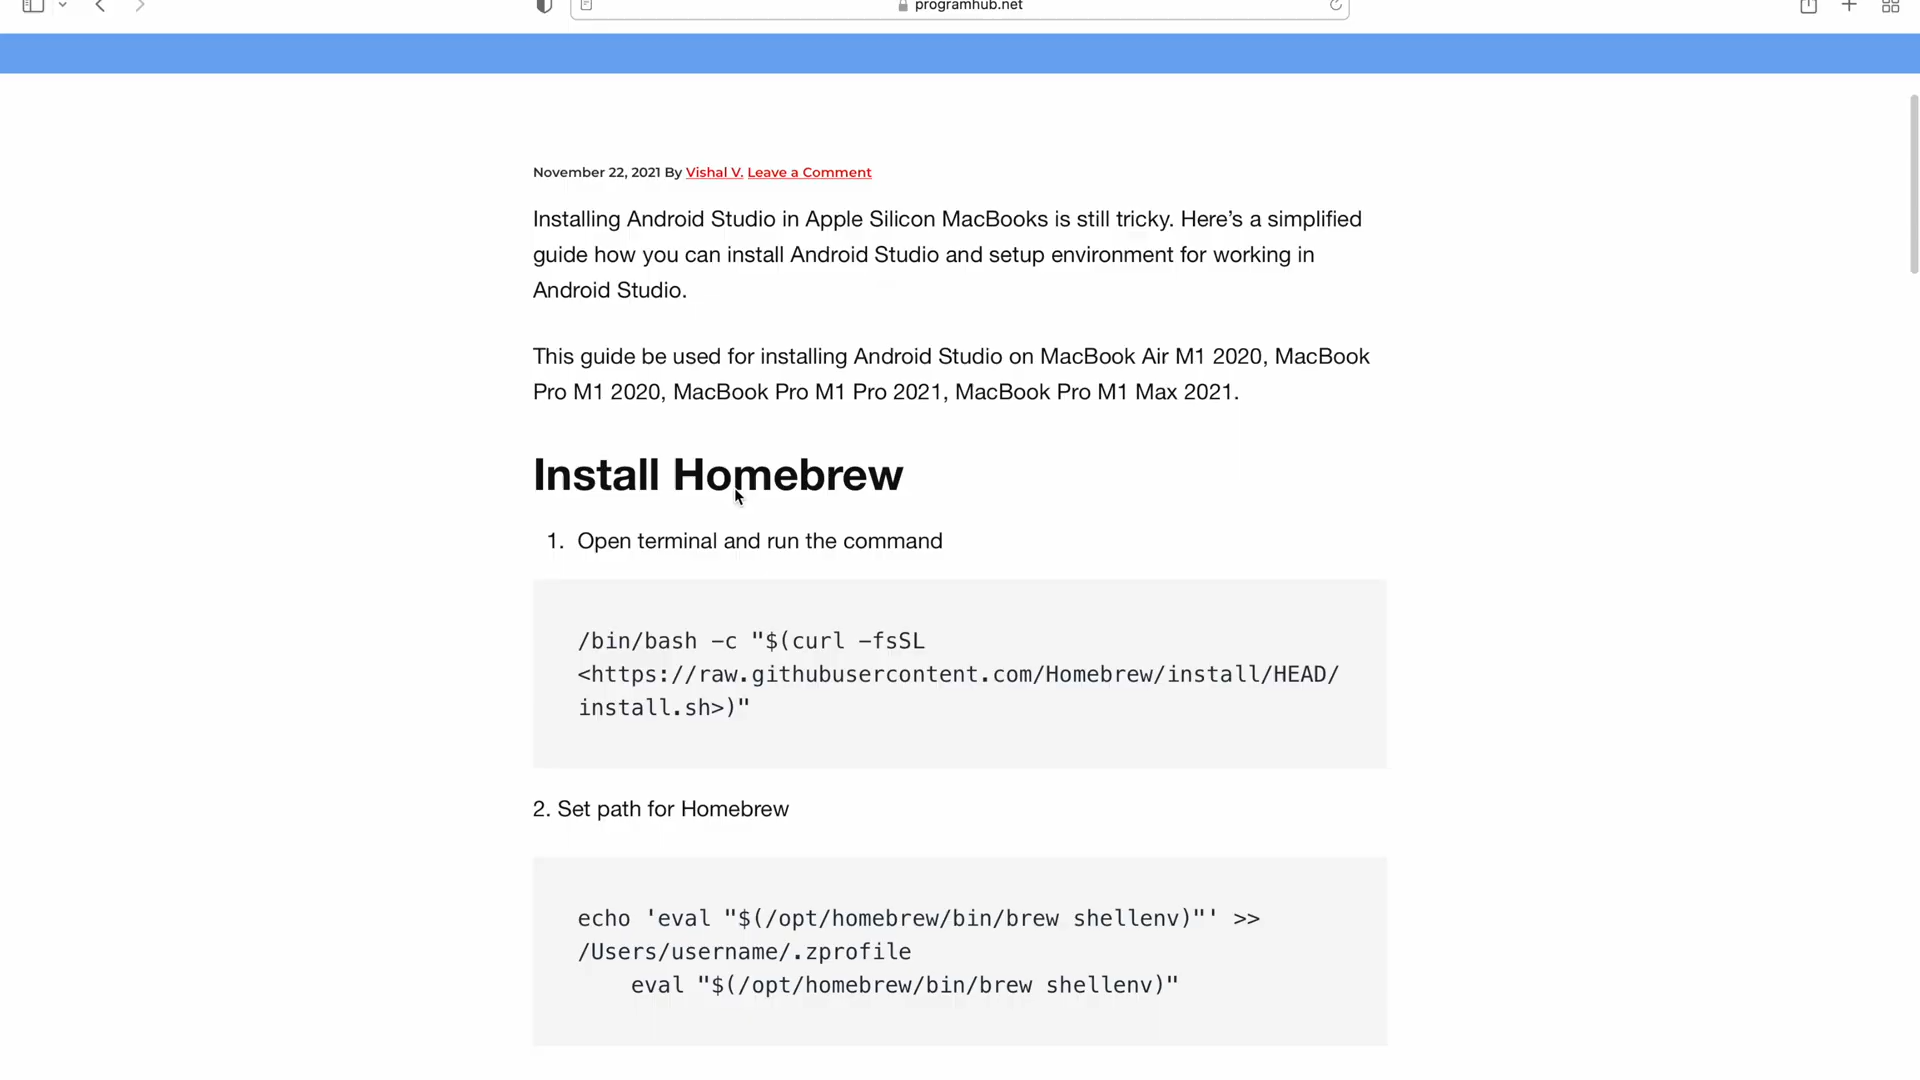 programhub.net
November 22, 2021 By Vishal V. Leave a Comment
Installing Android Studio in Apple Silicon MacBooks is still tricky. Here’s a simplified
guide how you can install Android Studio and setup environment for working in
Android Studio.
This guide be used for installing Android Studio on MacBook Air M1 2020, MacBook
Pro M1 2020, MacBook Pro M1 Pro 2021, MacBook Pro M1 Max 2021.
Install Homebrew
1. Open terminal and run the command
/bin/bash -c "$(curl -fsSL
<https://raw.githubusercontent.com/Homebrew/install/HEAD/
install.sh>)"
2. Set path for Homebrew
echo 'eval "$(/opt/homebrew/bin/brew shellenv)"' >>
/Users/username/.zprofile
eval "$(/opt/homebrew/bin/brew shellenv)"